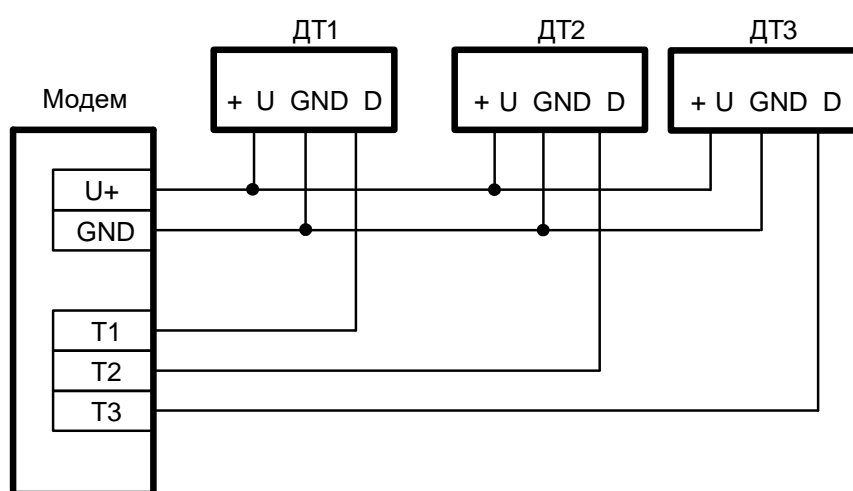 ДТ1 ДТ2 ДТ3
+ U GND D + U GND D + U GND D
Модем
U+
GND
T1
T2
T3